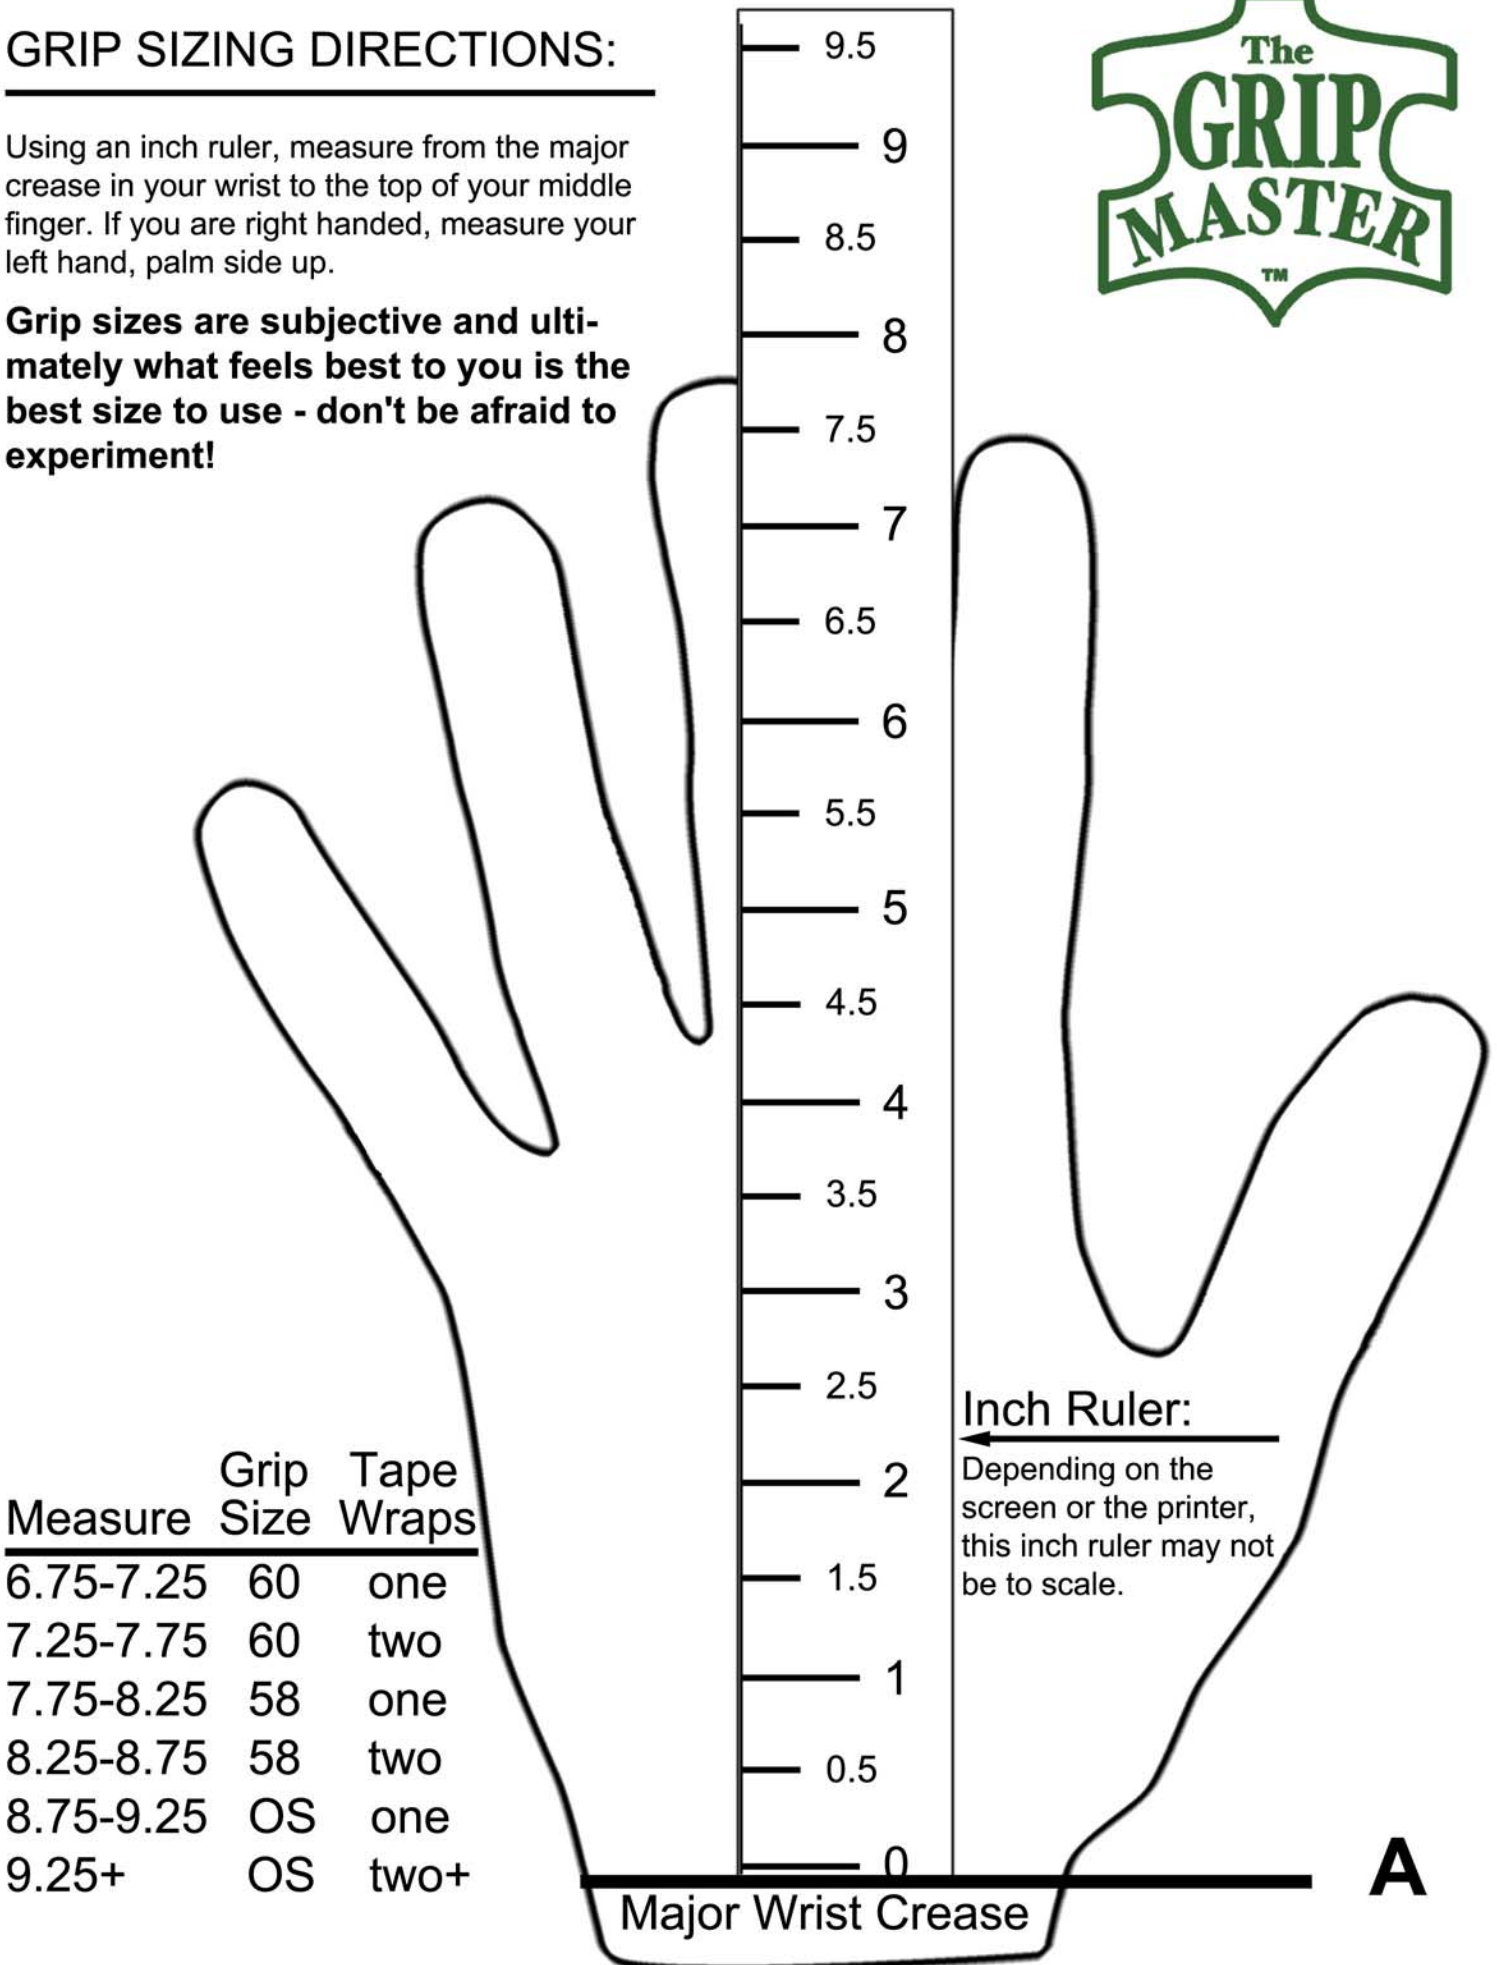 GRIP SIZING DIRECTIONS:
Using an inch ruler, measure from the major
crease in your wrist to the top of your middle
finger. If you are right handed, measure your
left hand, palm side up.
Grip sizes are subjective and ulti-
mately what feels best to you is the
best size to use - don't be afraid to
experiment!
The
GRIP
MASTER
TM
9.5
9
8.5
8
7.5
7
6.5
6
5.5
5
4.5
4
3.5
3
2.5
2
1.5
1
0.5
0
Inch Ruler:
Depending on the
screen or the printer,
this inch ruler may not
be to scale.
Grip Tape
Measure Size Wraps
6.75-7.25 60 one
7.25-7.75 60 two
7.75-8.25 58 one
8.25-8.75 58 two
8.75-9.25 OS one
9.25+ OS two+
Major Wrist Crease
A